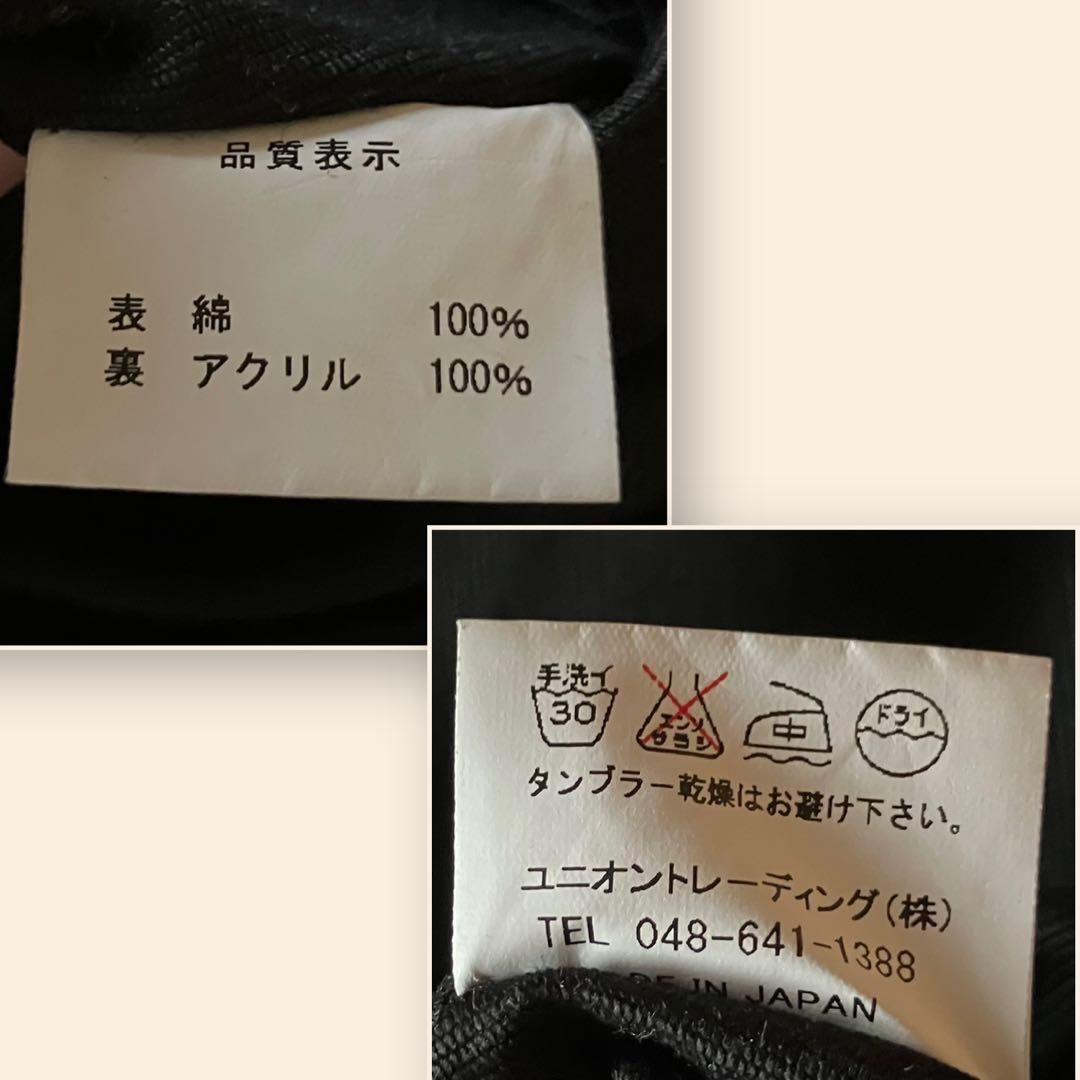 品質表示
表 綿 100%
裏 アクリル 100%
手洗イ
30
エンソ
サラシ
中
ドライ
タンブラー乾燥はお避け下さい。
ユニオントレーディング(株)
TEL 048-641-1388
IN JAPAN